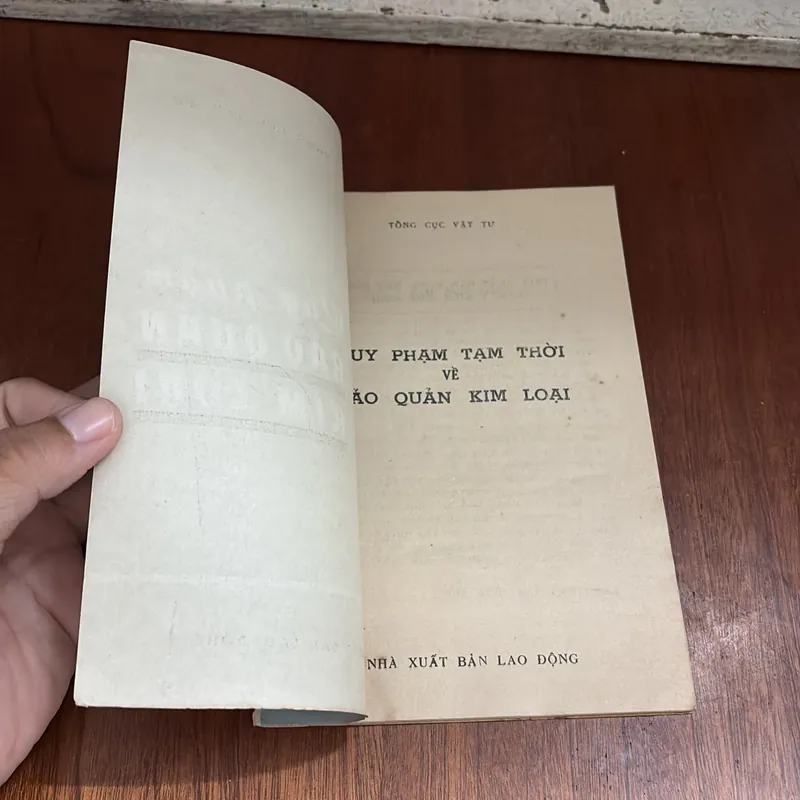 TỔNG CỤC VẬT TƯ
UY PHẠM TẠM THỜI
VỀ
ẢO QUẢN KIM LOẠI
NHÀ XUẤT BẢN LAO ĐỘNG